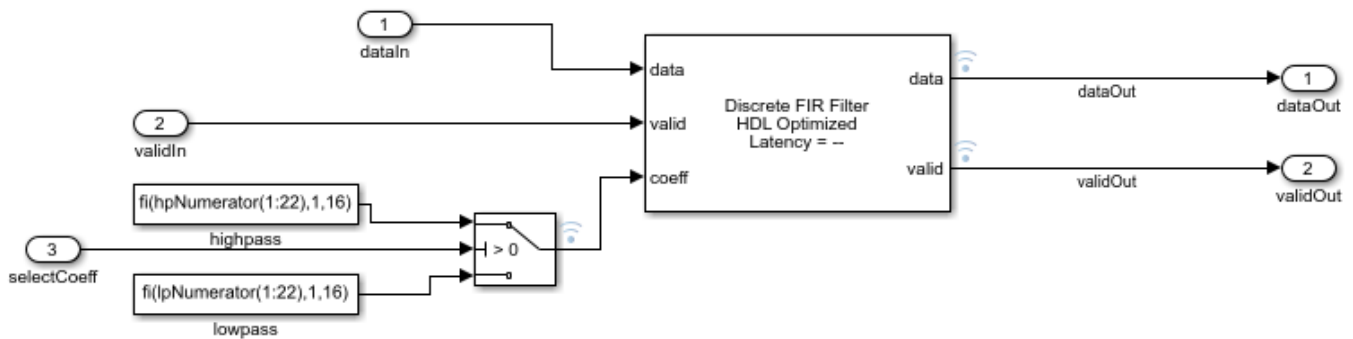 1
dataIn
data
data
dataOut
1
dataOut
Discrete FIR Filter
HDL Optimized
Latency = --
2
validIn
valid
valid
validOut
2
validOut
coeff
fi(hpNumerator(1:22),1,16)
highpass
> 0
3
selectCoeff
fi(lpNumerator(1:22),1,16)
lowpass